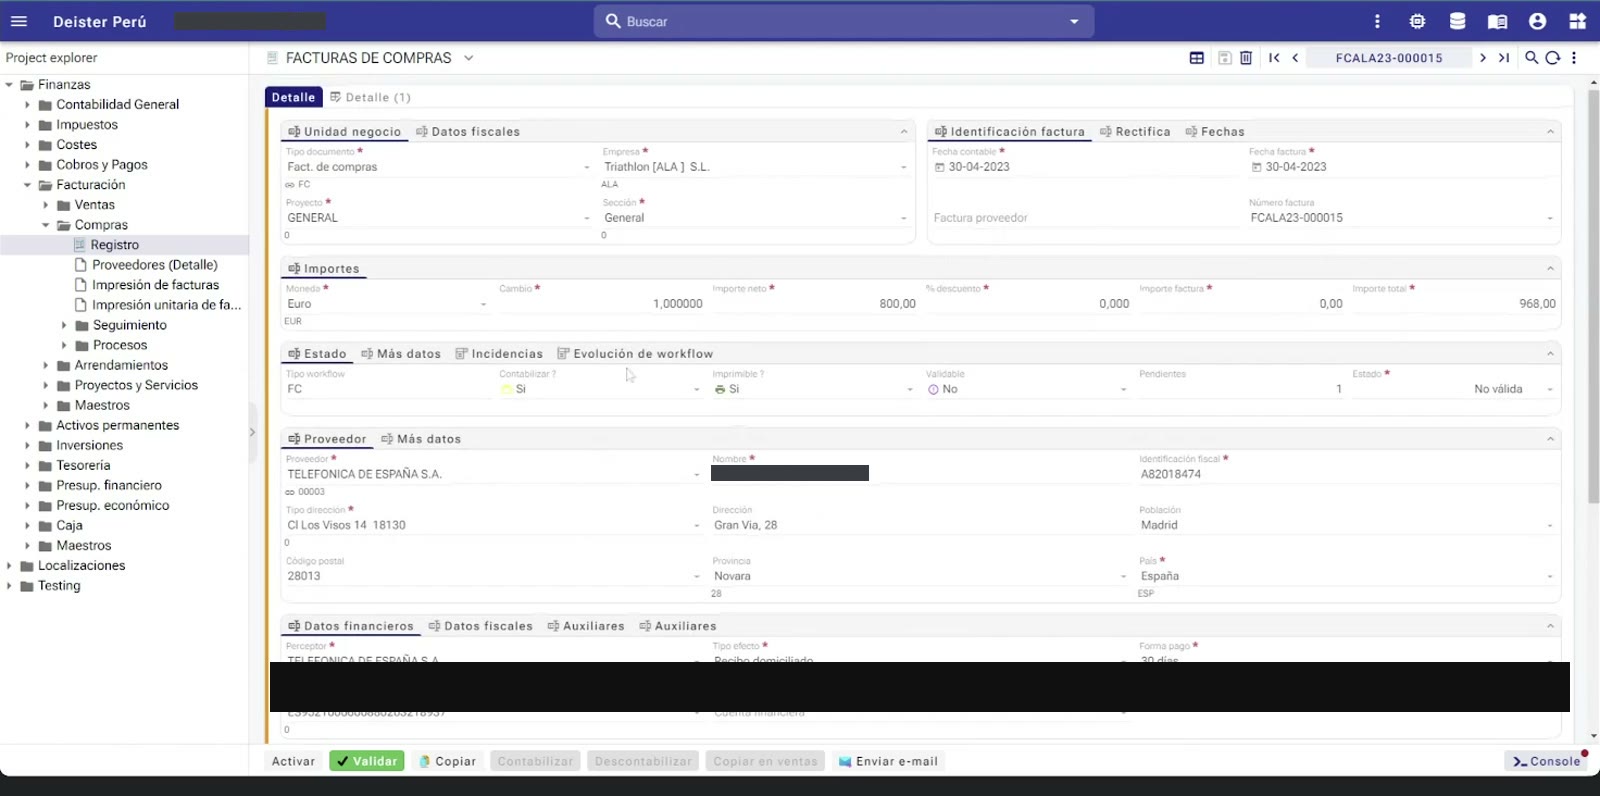 Deister Perú
Buscar
Project explorer
FACTURAS DE COMPRAS
FCALA23-000015
Finanzas
Contabilidad General
Impuestos
Costes
Cobros y Pagos
Facturación
Ventas
Compras
Registro
Proveedores (Detalle)
Impresión de facturas
Impresión unitaria de fa...
Seguimiento
Procesos
Arrendamientos
Proyectos y Servicios
Maestros
Activos permanentes
Inversiones
Tesorería
Presup. financiero
Presup. económico
Caja
Maestros
Localizaciones
Testing
Detalle Detalle (1)
Unidad negocio Datos fiscales
Tipo documento * Empresa *
Fact. de compras Triathlon [ALA ] S.L.
FC ALA
Proyecto * Sección *
GENERAL General
0 0
Identificación factura Rectifica Fechas
Fecha contable * Fecha factura *
30-04-2023 30-04-2023
Número factura
Factura proveedor FCALA23-000015
Importes
Moneda * Cambio * Importe neto * % descuento * Importe factura * Importe total *
Euro 1,000000 800,00 0,000 0,00 968,00
EUR
Estado Más datos Incidencias Evolución de workflow
Tipo workflow Contabilizar ? Imprimible ? Validable Pendientes Estado *
FC Si Si No 1 No válida
Proveedor Más datos
Proveedor * Nombre * Identificación fiscal *
TELEFONICA DE ESPAÑA S.A. A82018474
00003
Tipo dirección * Dirección Población
Cl Los Visos 14 18130 Gran Via, 28 Madrid
0
Código postal Provincia País *
28013 Novara España
28 ESP
Datos financieros Datos fiscales Auxiliares Auxiliares
Perceptor * Tipo efecto * Forma pago *
TELEFONICA DE ESPAÑA S.A. Recibo domiciliado 30 días
Cuenta financiera
0
Activar Validar Copiar Contabilizar Descontabilizar Copiar en ventas Enviar e-mail
Console